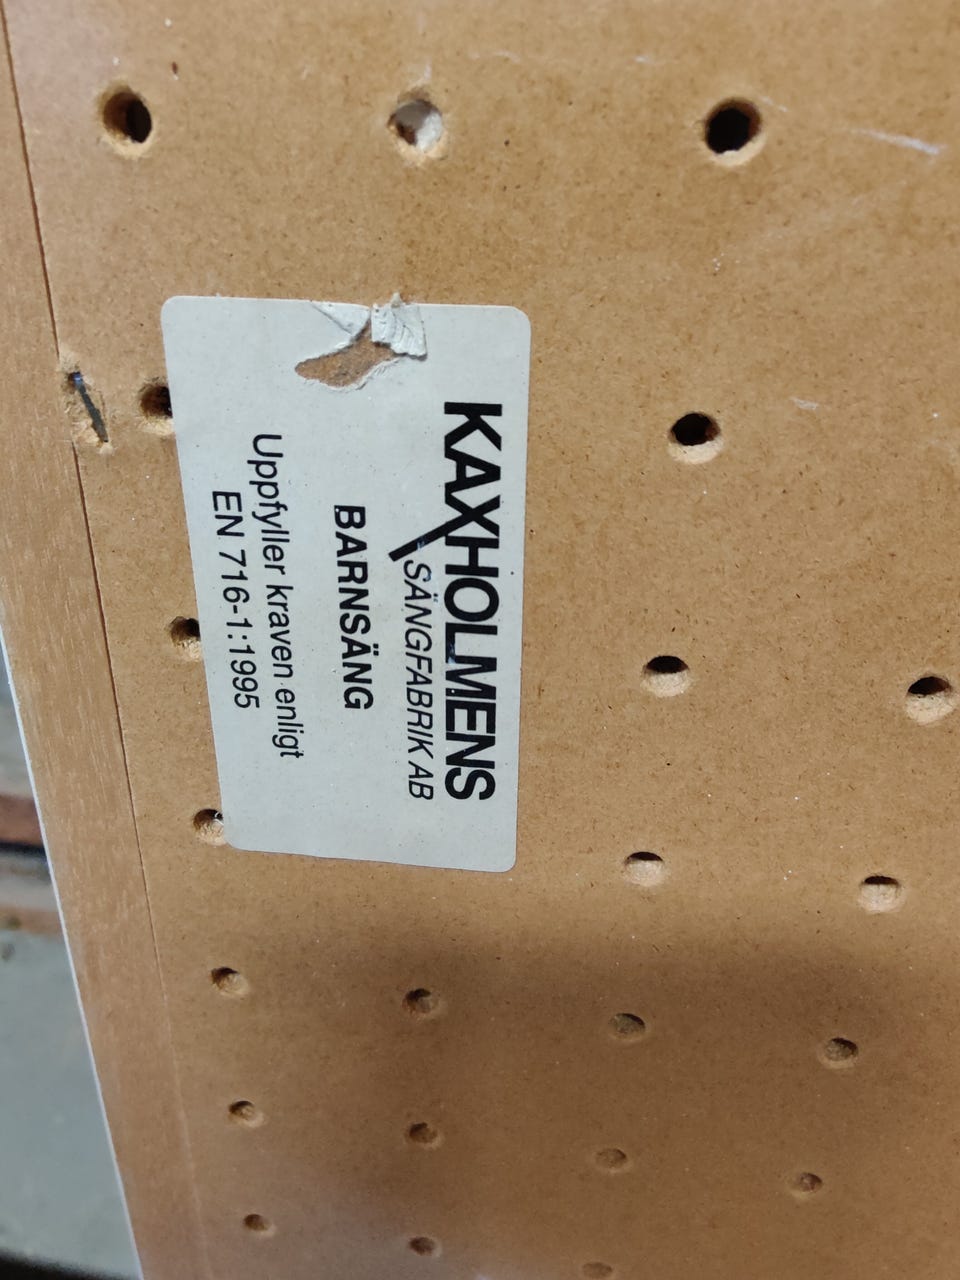 KAXHOLMENS
SÄNGFABRIK AB
BARNSÄNG
Uppfyller kraven enligt
EN 716-1:1995